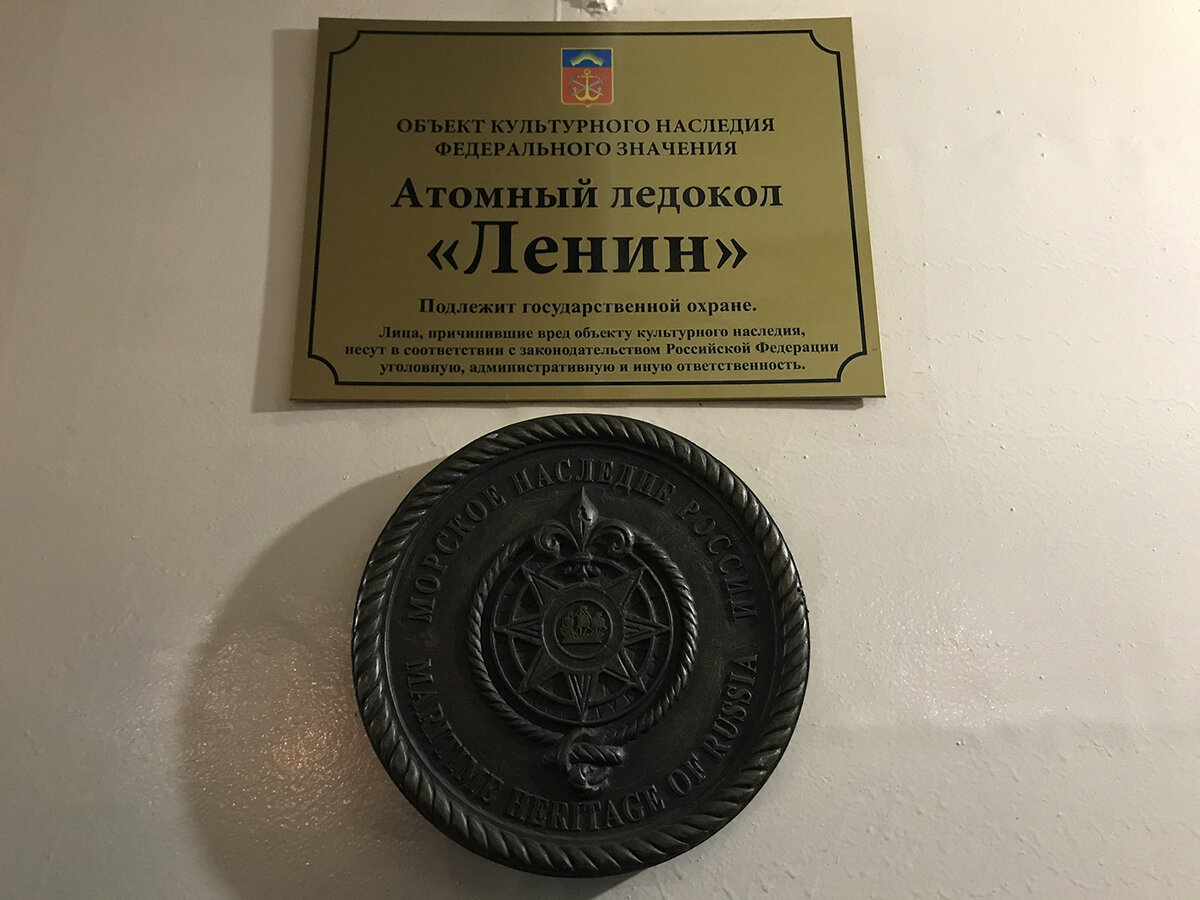 ОБЪЕКТ КУЛЬТУРНОГО НАСЛЕДИЯ
ФЕДЕРАЛЬНОГО ЗНАЧЕНИЯ
Атомный ледокол
«Ленин»
Подлежит государственной охране.
Лица, причинившие вред объекту культурного наследия,
несут в соответствии с законодательством Российской Федерации
уголовную, административную и иную ответственность.
МОРСКОЕ НАСЛЕДИЕ РОССИИ
MARITIME HERITAGE OF RUSSIA